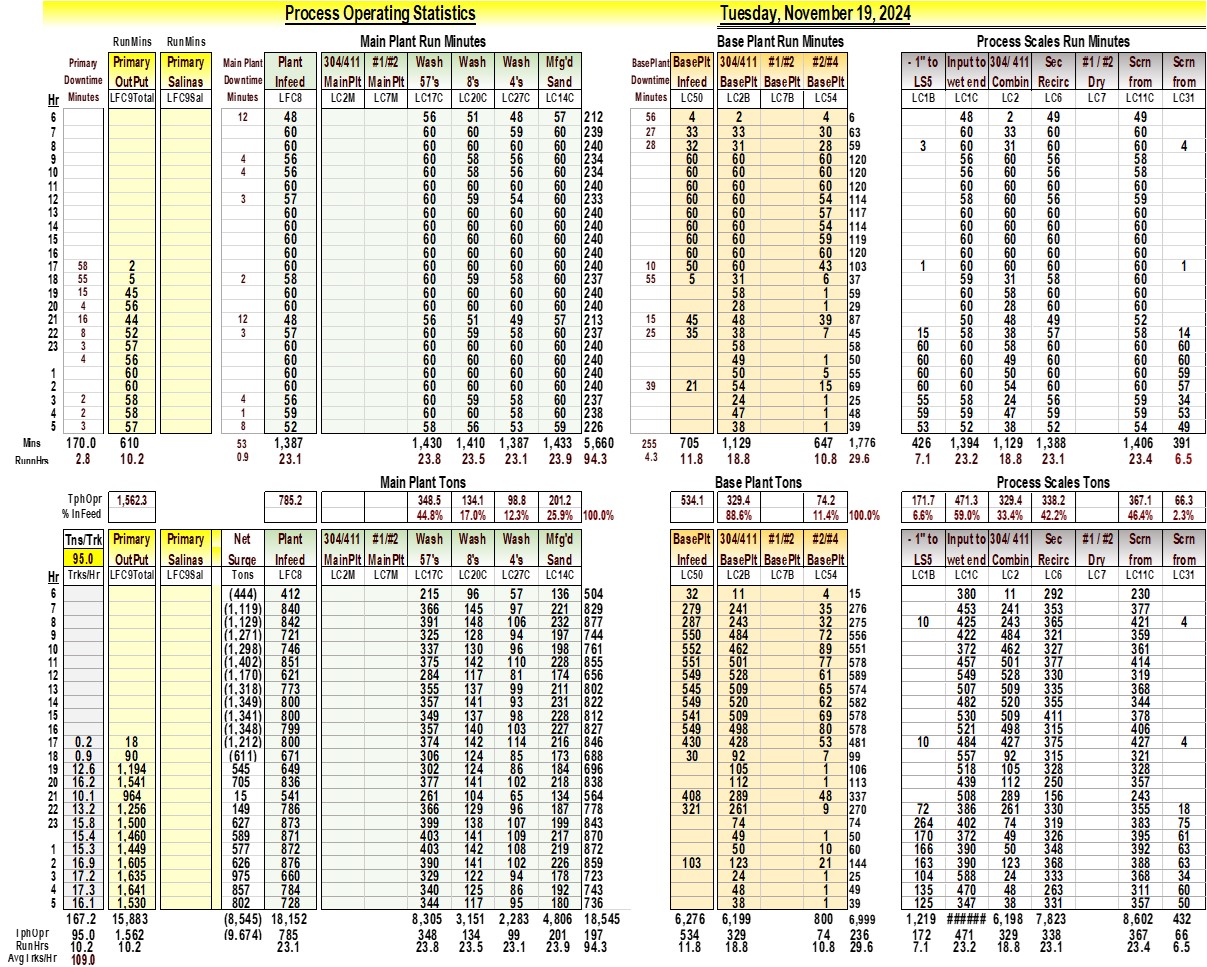 Process Operating Statistics Tuesday, November 19, 2024
RunMins RunMins Main Plant Run Minutes Base Plant Run Minutes Process Scales Run Minutes
Primary Primary Primary Main Plant Plant 304/411 #1/#2 Wash Wash Wash Mfg'd BasePlant BasePlt 304/411 #1/#2 #2/#4 - 1" to Input to 304/ 411 Sec #1 / #2 Scrn Scrn
Downtime OutPut Salinas Downtime Infeed MainPlt MainPlt 57's 8's 4's Sand Downtime Infeed BasePlt BasePlt BasePlt LS5 wet end Combin Recirc Dry from from
Hr Minutes LFC9Total LFC9Sal Minutes LFC8 LC2M LC7M LC17C LC20C LC27C LC14C Minutes LC50 LC2B LC7B LC54 LC1B LC1C LC2 LC6 LC7 LC11C LC31
6 12 48 56 51 48 57 212 56 4 2 4 6 48 2 49 49
7 60 60 60 59 60 239 27 33 33 30 63 60 33 60 60
8 60 60 60 60 60 240 28 32 31 28 59 3 60 31 60 60 4
9 4 56 60 58 56 60 234 60 60 60 120 56 60 56 58
10 4 56 60 58 56 60 234 60 60 60 120 56 60 56 58
11 60 60 60 60 60 240 60 60 60 120 60 60 60 60
12 3 57 60 59 54 60 233 60 60 54 114 58 60 56 59
13 60 60 60 60 60 240 60 60 57 117 60 60 60 60
14 60 60 60 60 60 240 60 60 54 114 60 60 60 60
15 60 60 60 60 60 240 60 60 59 119 60 60 60 60
16 60 60 60 60 60 240 60 60 60 120 60 60 60 60
17 58 2 60 60 60 60 60 240 10 50 60 43 103 1 60 60 60 60 1
18 55 5 2 58 60 59 58 60 237 55 5 31 6 37 59 31 58 60
19 15 45 60 60 60 60 60 240 58 1 59 60 58 60 60
20 4 56 60 60 60 60 60 240 28 1 29 60 28 60 60
21 16 44 12 48 56 51 49 57 213 15 45 48 39 87 50 48 49 52
22 8 52 3 57 60 59 58 60 237 25 35 38 7 45 15 58 38 57 58 14
23 3 57 60 60 60 60 60 240 58 58 60 58 58 60 60 60
4 56 60 60 60 60 60 240 49 1 50 60 60 49 60 60 60
1 60 60 60 60 60 60 240 50 5 55 60 60 50 60 60 59
2 60 60 60 60 60 60 240 39 21 54 15 69 60 60 54 60 60 57
3 2 58 4 56 60 59 58 60 237 24 1 25 55 58 24 56 59 34
4 2 58 1 59 60 60 58 60 238 47 1 48 59 59 47 59 59 53
5 3 57 8 52 58 56 53 59 226 38 1 39 53 52 38 52 54 49
Mins 170.0 610 53 1,387 1,430 1,410 1,387 1,433 5,660 255 705 1,129 647 1,776 426 1,394 1,129 1,388 1,406 391
RunnHrs 2.8 10.2 0.9 23.1 23.8 23.5 23.1 23.9 94.3 4.3 11.8 18.8 10.8 29.6 7.1 23.2 18.8 23.1 23.4 6.5
Main Plant Tons Base Plant Tons Process Scales Tons
TphOpr 1,562.3 785.2 348.5 134.1 98.8 201.2 534.1 329.4 74.2 171.7 471.3 329.4 338.2 367.1 66.3
% InFeed 44.8% 17.0% 12.3% 25.9% 100.0% 88.6% 11.4% 100.0% 6.6% 59.0% 33.4% 42.2% 46.4% 2.3%
Tns/Trk Primary Primary Net Plant 304/411 #1/#2 Wash Wash Wash Mfg'd BasePlt 304/411 #1/#2 #2/#4 - 1" to Input to 304/ 411 Sec #1 / #2 Scrn Scrn
95.0 OutPut Salinas Surge Infeed MainPlt MainPlt 57's 8's 4's Sand Infeed BasePlt BasePlt BasePlt LS5 wet end Combin Recirc Dry from from
Hr Trks/Hr LFC9Total LFC9Sal Tons LFC8 LC2M LC7M LC17C LC20C LC27C LC14C LC50 LC2B LC7B LC54 LC1B LC1C LC2 LC6 LC7 LC11C LC31
6 (444) 412 215 96 57 136 504 32 11 4 15 380 11 292 230
7 (1,119) 840 366 145 97 221 829 279 241 35 276 453 241 353 377
8 (1,129) 842 391 148 106 232 877 287 243 32 275 10 425 243 365 421 4
9 (1,271) 721 325 128 94 197 744 550 484 72 556 422 484 321 359
10 (1,298) 746 337 130 96 198 761 552 462 89 551 372 462 327 361
11 (1,402) 851 375 142 110 228 855 551 501 77 578 457 501 377 414
12 (1,170) 621 284 117 81 174 656 549 528 61 589 549 528 330 319
13 (1,318) 773 355 137 99 211 802 545 509 65 574 507 509 335 368
14 (1,349) 800 357 141 93 231 822 549 520 62 582 482 520 355 344
15 (1,341) 800 349 137 98 228 812 541 509 69 578 530 509 411 378
16 (1,348) 799 357 140 103 227 827 549 498 80 578 521 498 315 406
17 0.2 18 (1,212) 800 374 142 114 216 846 430 428 53 481 10 484 427 375 427 4
18 0.9 90 (611) 671 306 124 85 173 688 30 92 7 99 557 92 315 321
19 12.6 1,194 545 649 302 124 86 184 696 105 1 106 518 105 328 328
20 16.2 1,541 705 836 377 141 102 218 838 112 1 113 439 112 250 357
21 10.1 964 15 541 261 104 65 134 564 408 289 48 337 508 289 156 243
22 13.2 1,256 149 786 366 129 96 187 778 321 261 9 270 72 386 261 330 355 18
23 15.8 1,500 627 873 399 138 107 199 843 74 74 264 402 74 319 383 75
15.4 1,460 589 871 403 141 109 217 870 49 1 50 170 372 49 326 395 61
1 15.3 1,449 577 872 403 142 108 219 872 50 10 60 166 390 50 348 392 63
2 16.9 1,605 626 876 390 141 102 226 859 103 123 21 144 163 390 123 368 388 63
3 17.2 1,635 975 660 329 122 94 178 723 24 1 25 104 588 24 333 368 34
4 17.3 1,641 857 784 340 125 86 192 743 48 1 49 135 470 48 263 311 60
5 16.1 1,530 802 728 344 117 95 180 736 38 1 39 125 347 38 331 357 50
167.2 15,883 (8,545) 18,152 8,305 3,151 2,283 4,806 18,545 6,276 6,199 800 6,999 1,219 ###### 6,198 7,823 8,602 432
TphOpr 95.0 1,562 (9,674) 785 348 134 99 201 197 534 329 74 236 172 471 329 338 367 66
RunHrs 10.2 10.2 23.1 23.8 23.5 23.1 23.9 94.3 11.8 18.8 10.8 29.6 7.1 23.2 18.8 23.1 23.4 6.5
AvgTrks/Hr 109.0